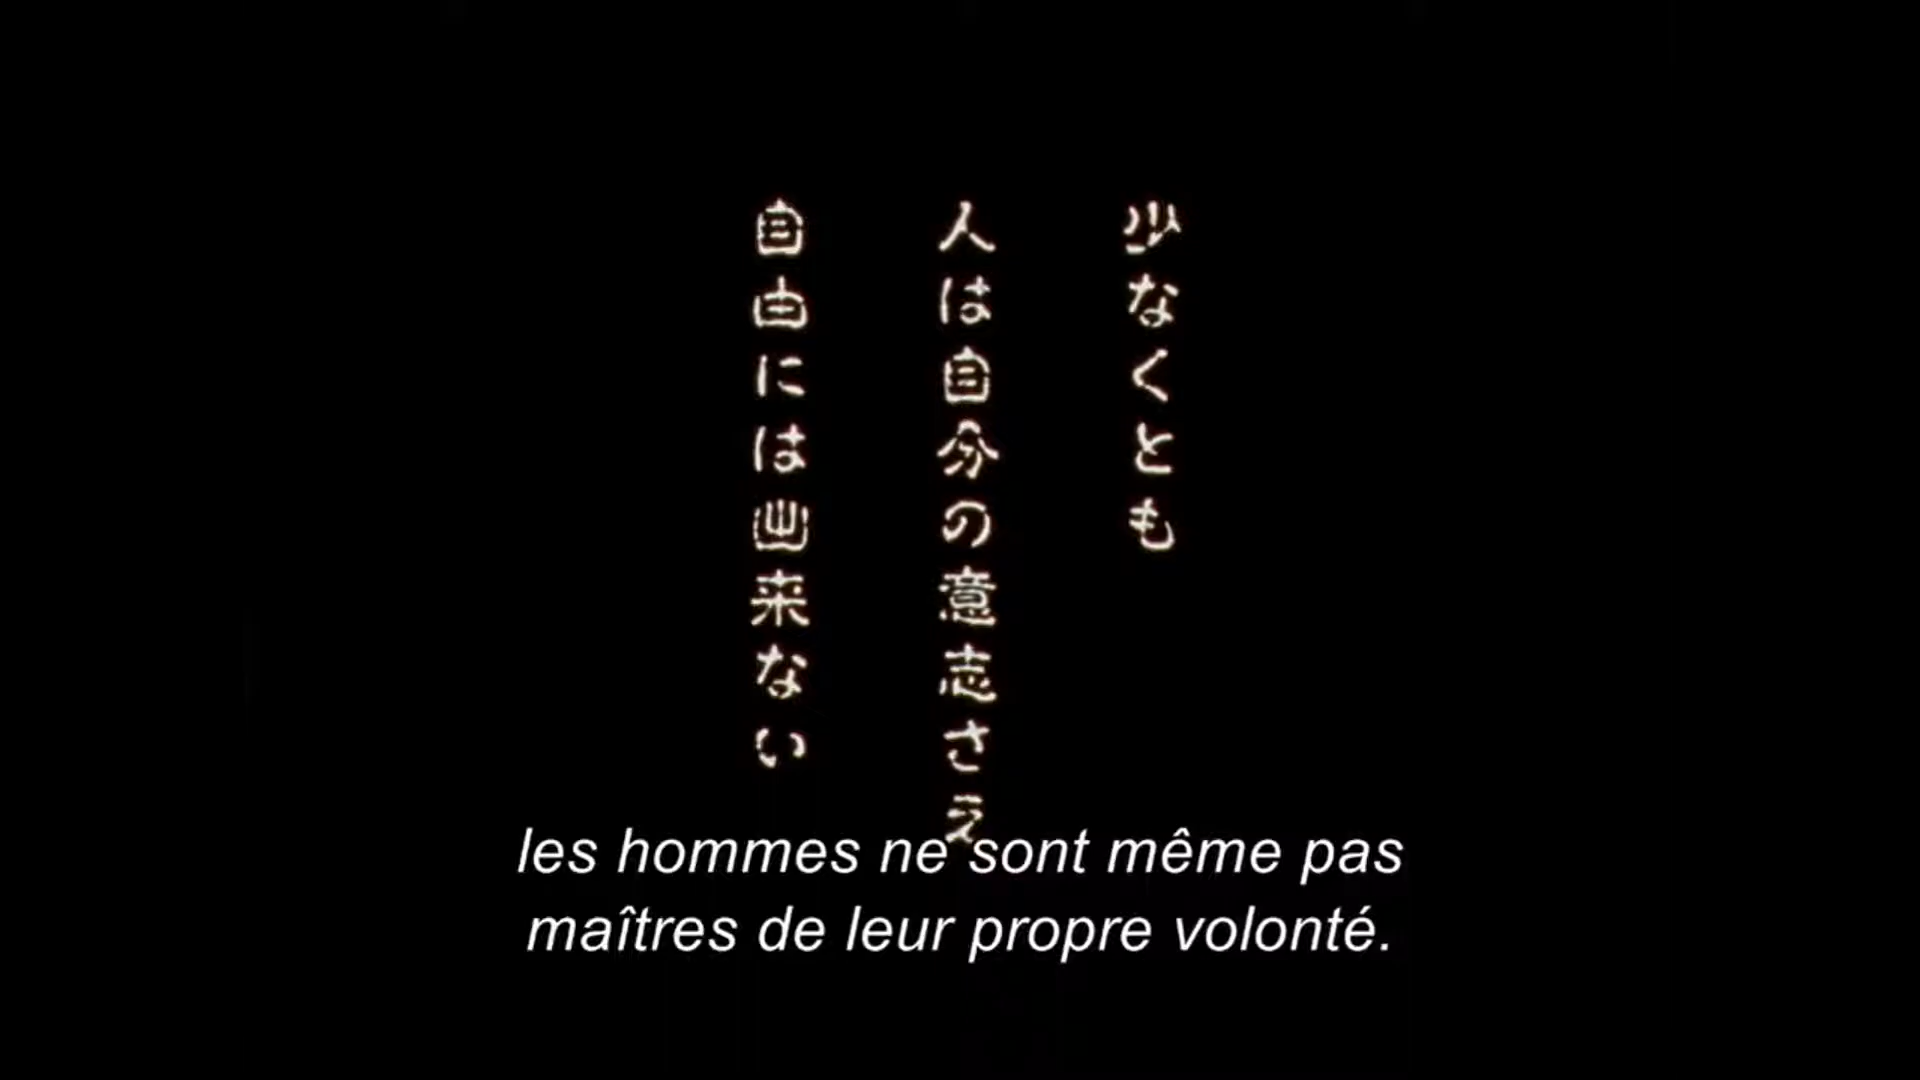 少なくとも
人は自分の意志さえ
自由には出来ない
les hommes ne sont même pas
maîtres de leur propre volonté.